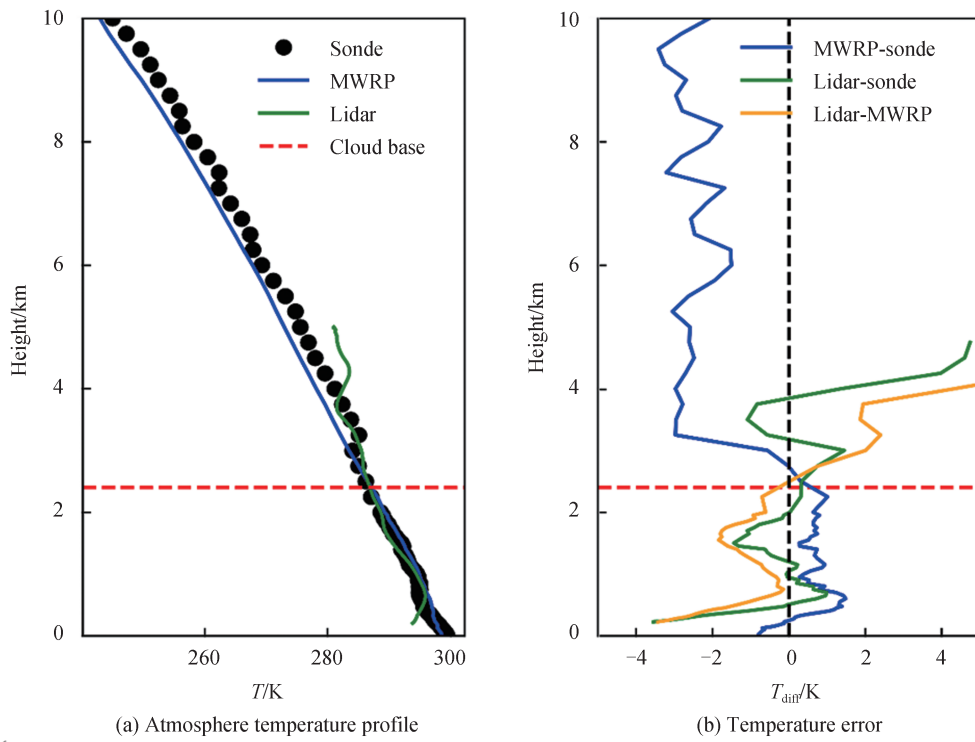 10
8
6
4
2
0
Height/km
260
280
300
T/K
Sonde
MWRP
Lidar
Cloud base
(a) Atmosphere temperature profile
10
8
6
4
2
0
Height/km
−4
−2
0
2
4
T_diff/K
MWRP-sonde
Lidar-sonde
Lidar-MWRP
(b) Temperature error